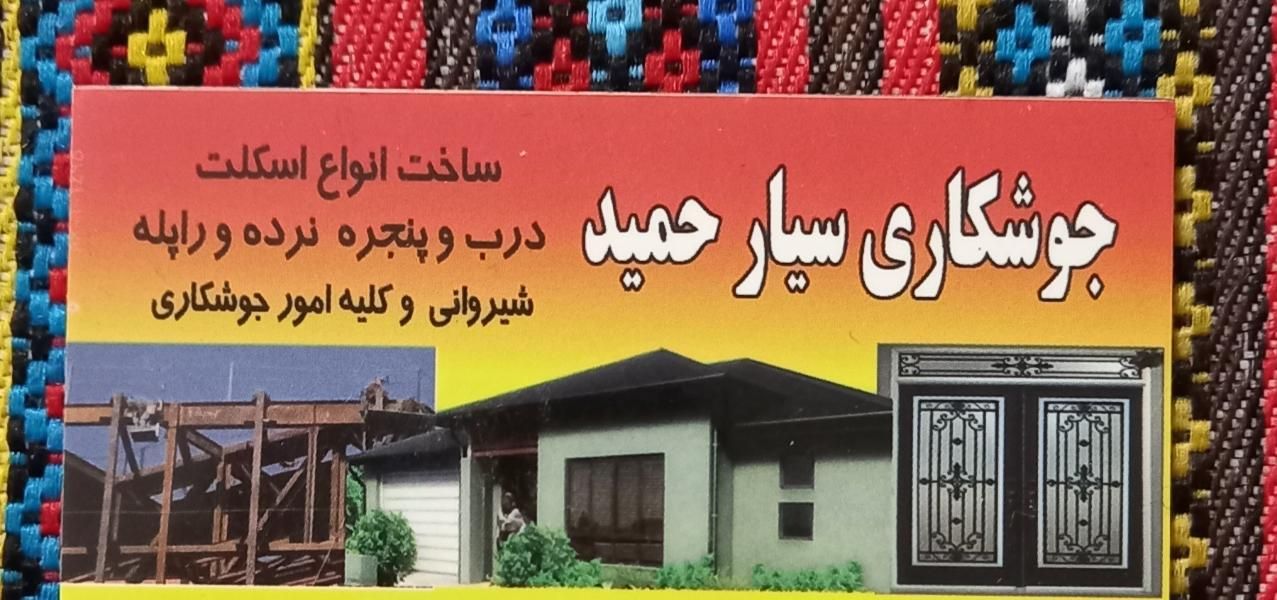 جوشکاری سیار حمید
ساخت انواع اسکلت
درب و پنجره نرده و راپله
شیروانی و کلیه امور جوشکاری